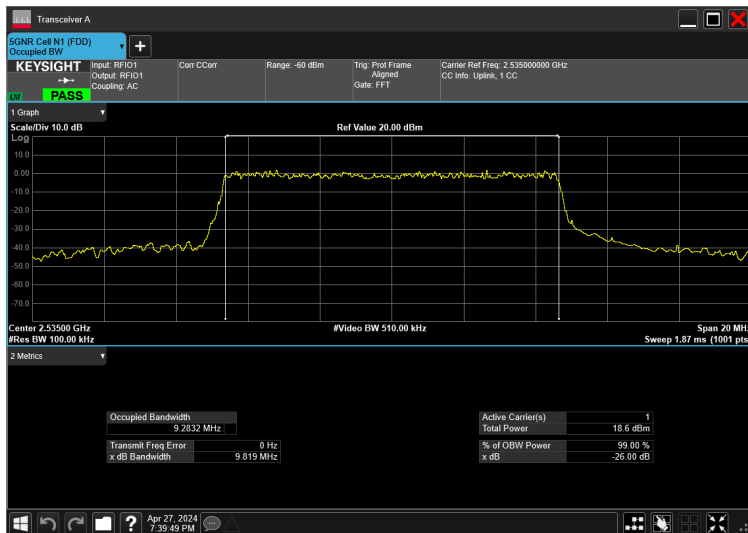 Transceiver A
5GNR Cell N1 (FDD)
Occupied BW
KEYSIGHT
Input: RFIO1
Output: RFIO1
Coupling: AC
Corr CCorr
Range: -60 dBm
Trig: Prot Frame
Aligned
Gate: FFT
Carrier Ref Freq: 2.535000000 GHz
CC Info: Uplink, 1 CC
LXI
PASS
1 Graph
Scale/Div 10.0 dB
Ref Value 20.00 dBm
Log
10.0
0.00
-10.0
-20.0
-30.0
-40.0
-50.0
-60.0
-70.0
Center 2.53500 GHz
#Video BW 510.00 kHz
Span 20 MHz
#Res BW 100.00 kHz
Sweep 1.87 ms (1001 pts
2 Metrics
Occupied Bandwidth
9.2832 MHz
Transmit Freq Error 0 Hz
x dB Bandwidth 9.819 MHz
Active Carrier(s) 1
Total Power 18.6 dBm
% of OBW Power 99.00 %
x dB -26.00 dB
?
Apr 27, 2024
7:39:49 PM